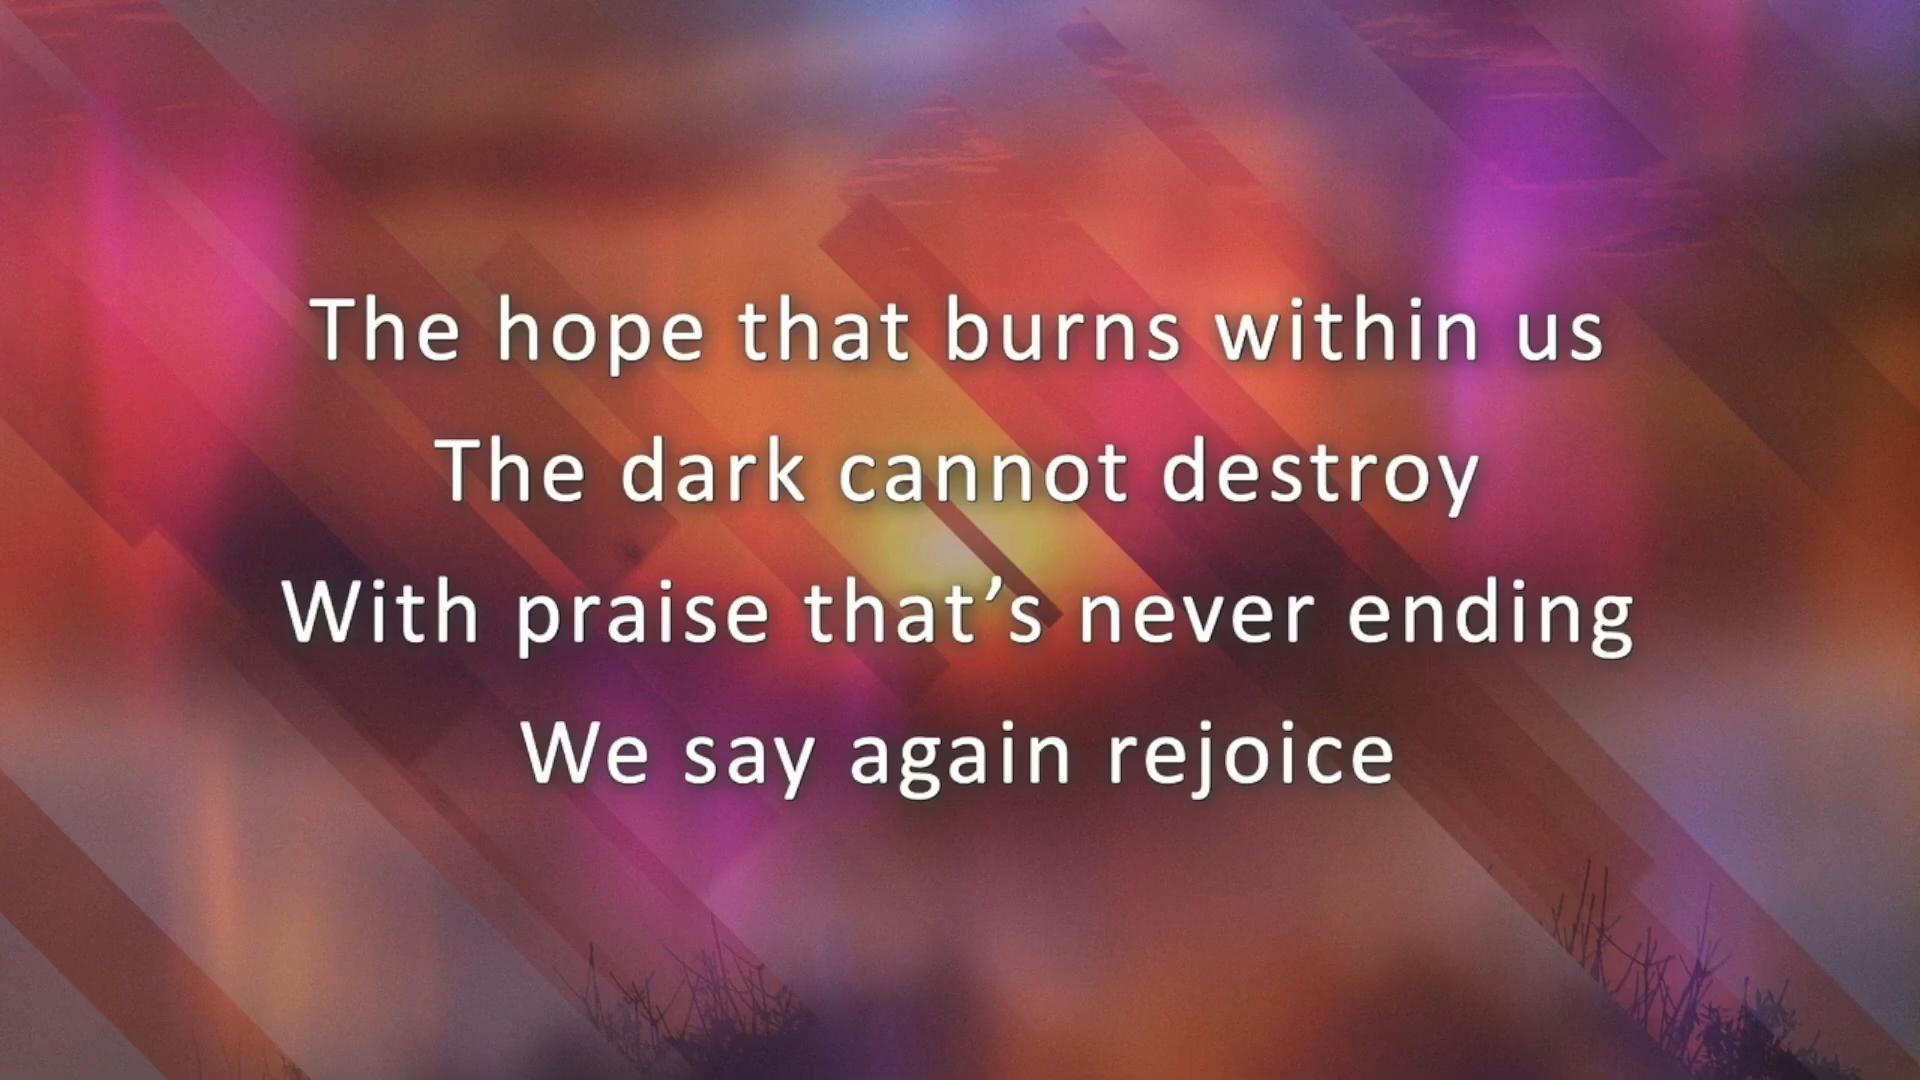 The hope that burns within us
The dark cannot destroy
With praise that’s never ending
We say again rejoice